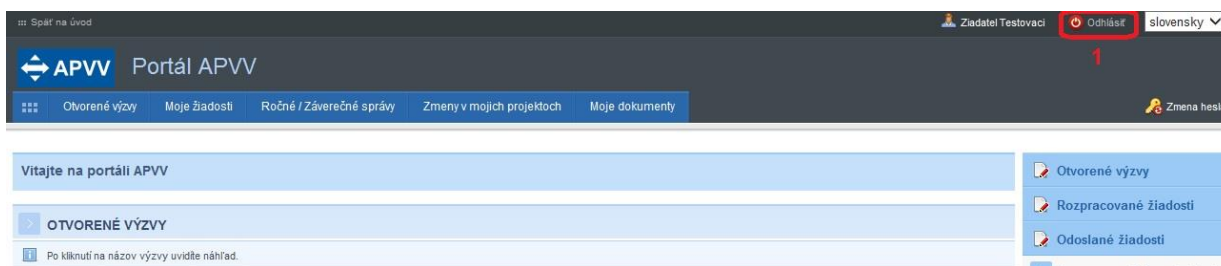 Späť na úvod
Ziadatel Testovaci
Odhlásiť
slovensky
1
APVV
Portál APVV
Otvorené výzvy
Moje žiadosti
Ročné / Záverečné správy
Zmeny v mojich projektoch
Moje dokumenty
Zmena hesla
Vitajte na portáli APVV
Otvorené výzvy
Rozpracované žiadosti
Odoslané žiadosti
OTVORENÉ VÝZVY
Po kliknutí na názov výzvy uvidíte náhľad.